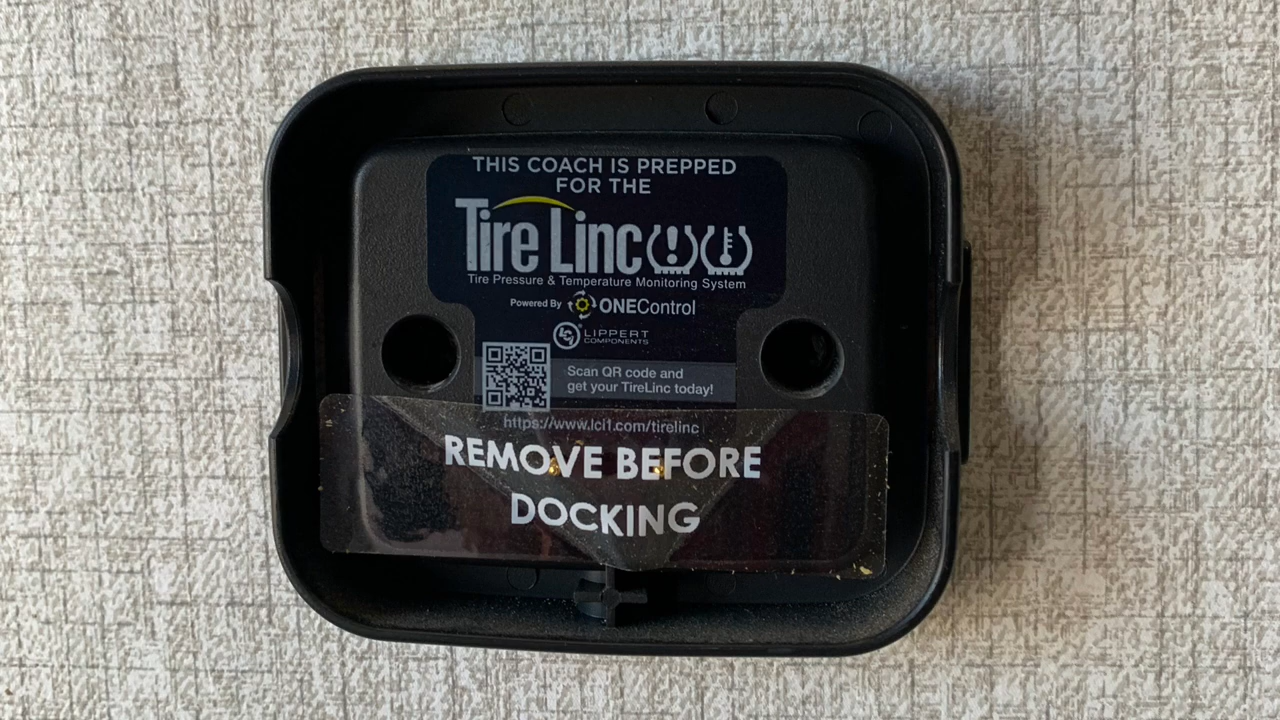 THIS COACH IS PREPPED
FOR THE
Tire Linc
Tire Pressure & Temperature Monitoring System
Powered By ONEControl
LCI LIPPERT
COMPONENTS
Scan QR code and
get your TireLinc today!
https://www.lci1.com/tirelinc
REMOVE BEFORE
DOCKING